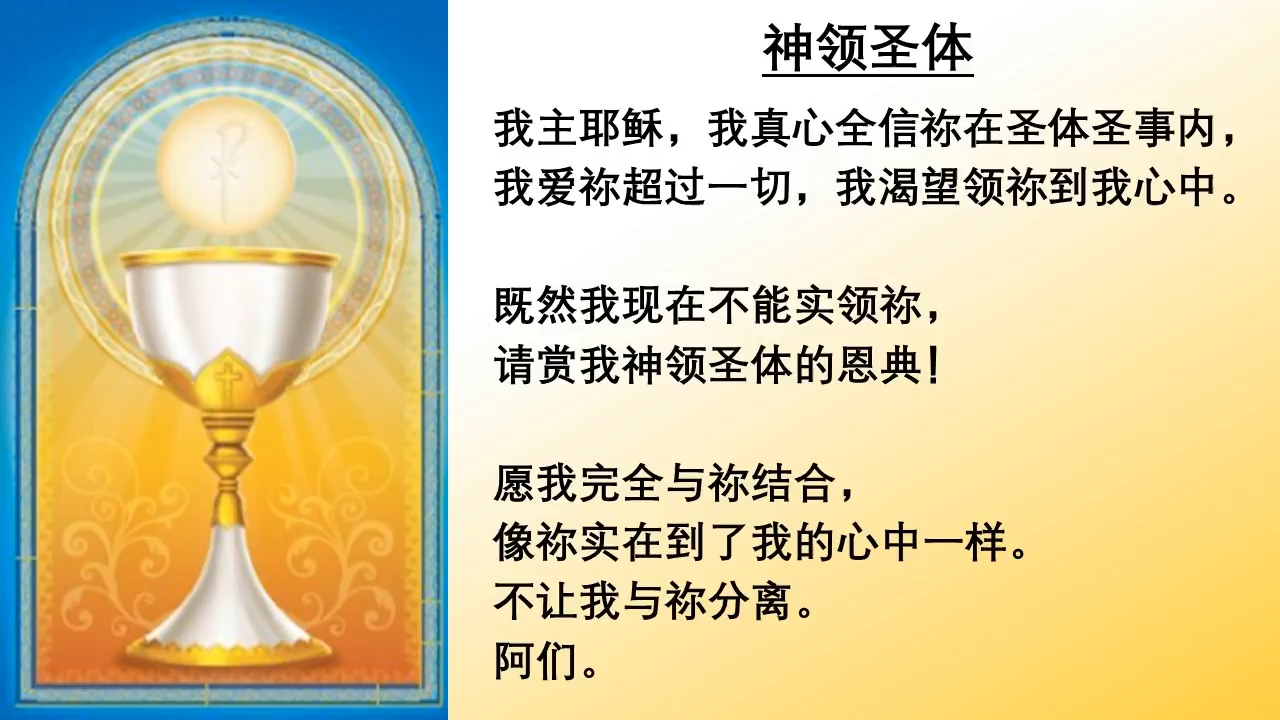 神领圣体
我主耶稣，我真心全信祢在圣体圣事内，
我爱祢超过一切，我渴望领祢到我心中。
既然我现在不能实领祢，
请赏我神领圣体的恩典！
愿我完全与祢结合，
像祢实在到了我的心中一样。
不让我与祢分离。
阿们。